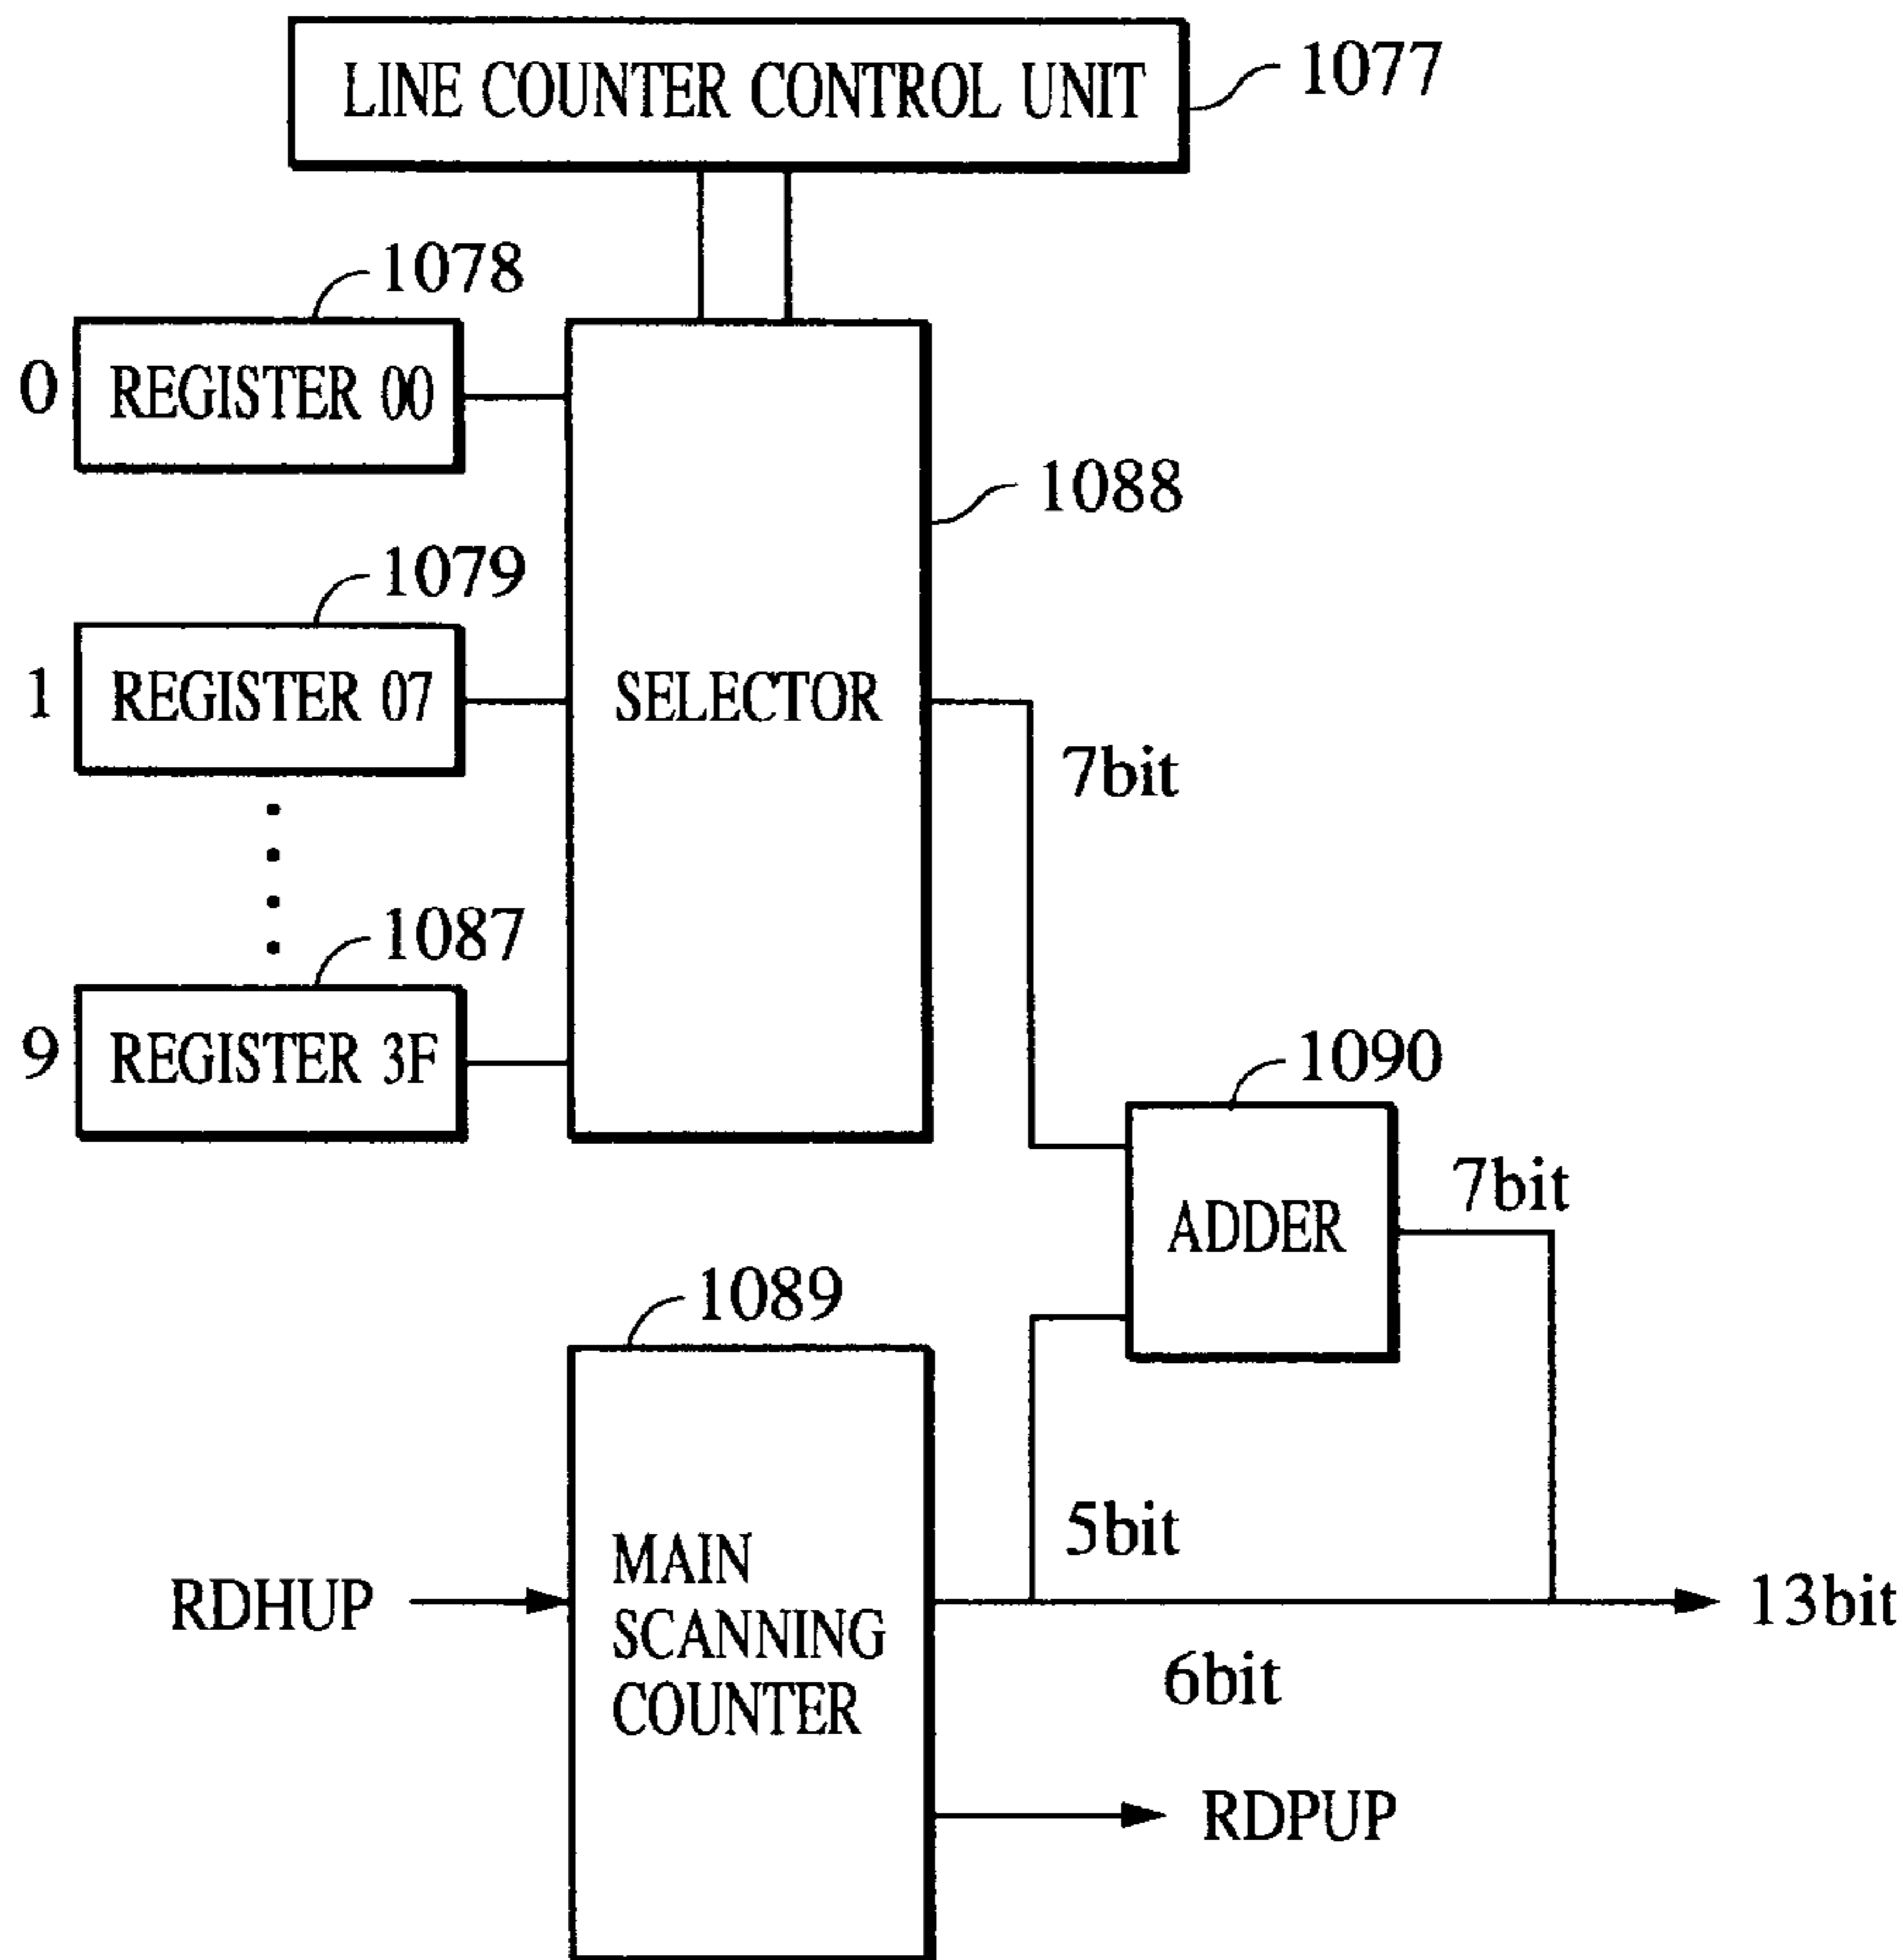 LINE COUNTER CONTROL UNIT
1077
1078
0
REGISTER 00
1088
1079
1
REGISTER 07
SELECTOR
7bit
1087
9
REGISTER 3F
1090
7bit
ADDER
1089
5bit
MAIN
SCANNING
COUNTER
RDHUP
13bit
6bit
RDPUP